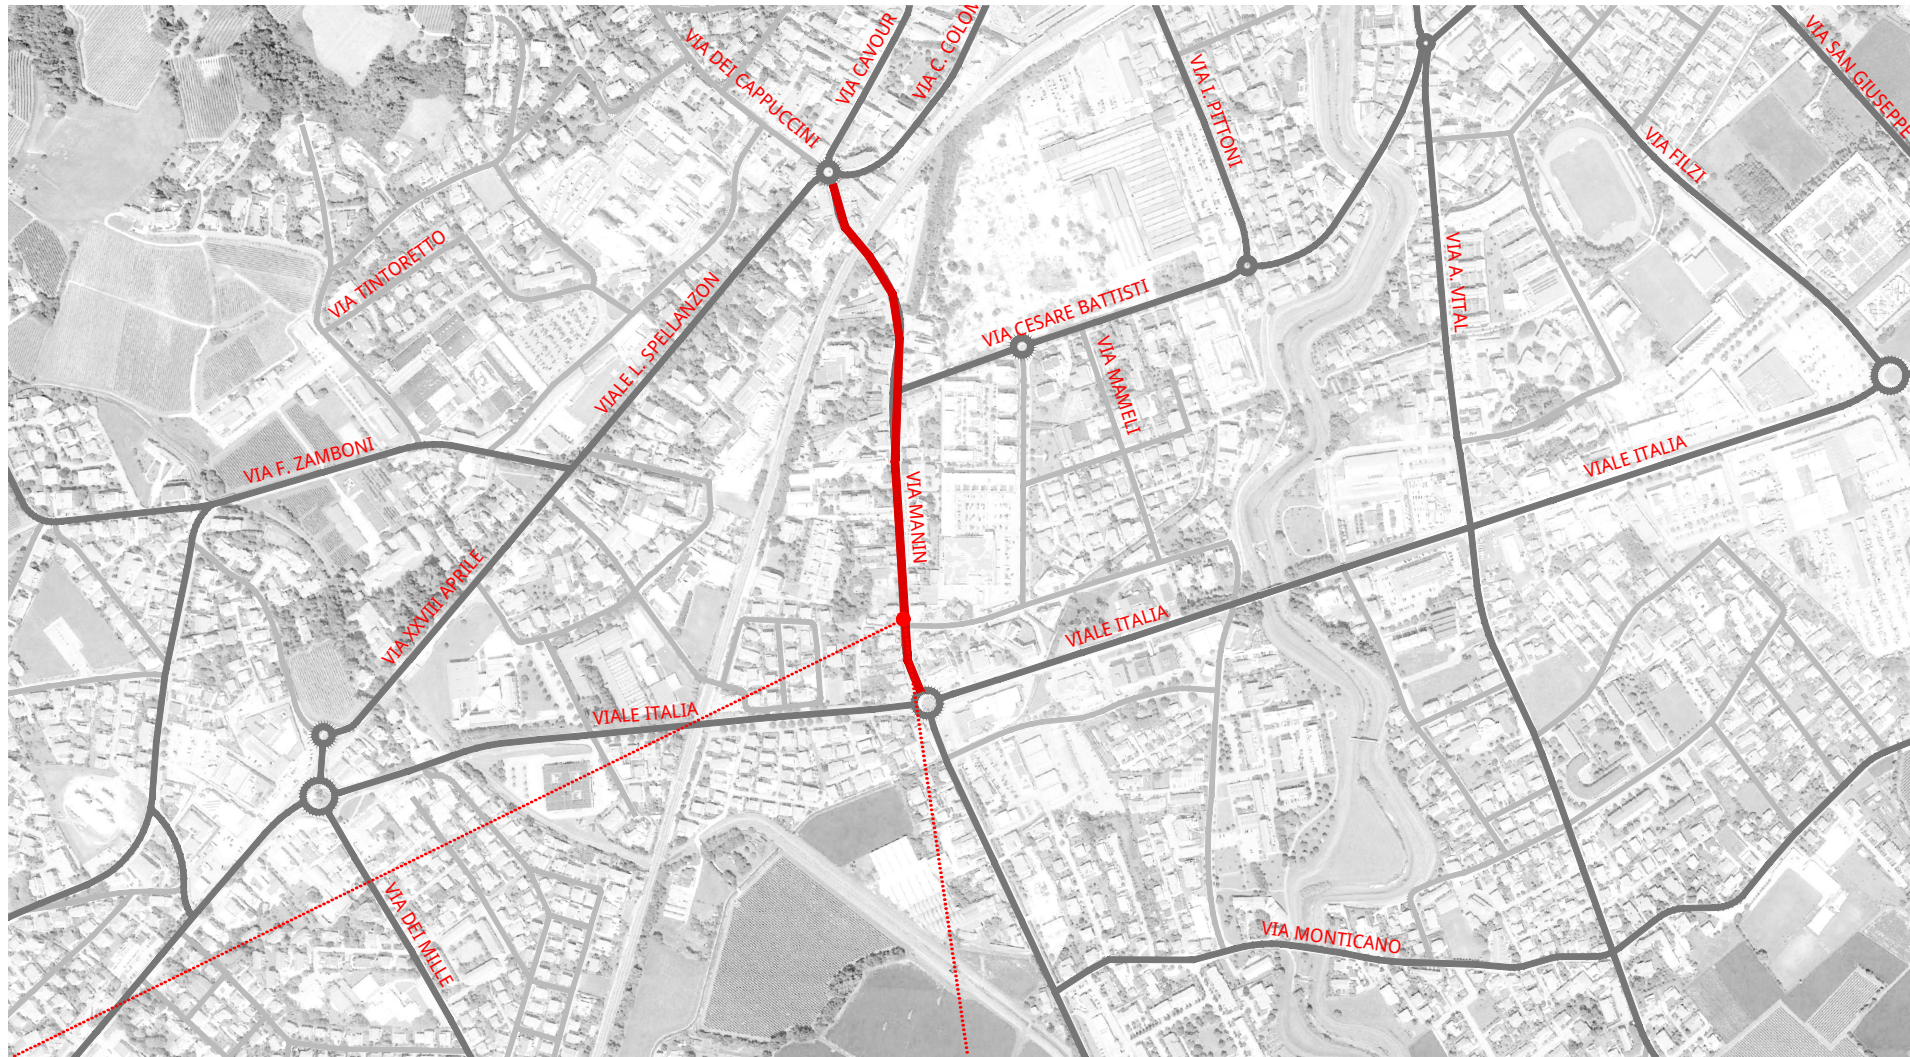 VIA DEI CAPPUCCINI
VIA CAVOUR
VIA C. COLOM
VIA I. PITTONI
VIA SAN GIUSEPPE
VIA FILZI
VIA TINTORETTO
VIALE L. SPELLANZON
VIA CESARE BATTISTI
VIA A. VITAL
VIA MAMELI
VIA F. ZAMBONI
VIALE ITALIA
VIA MANIN
VIA XXVIII APRILE
VIALE ITALIA
VIALE ITALIA
VIA DEI MILLE
VIA MONTICANO